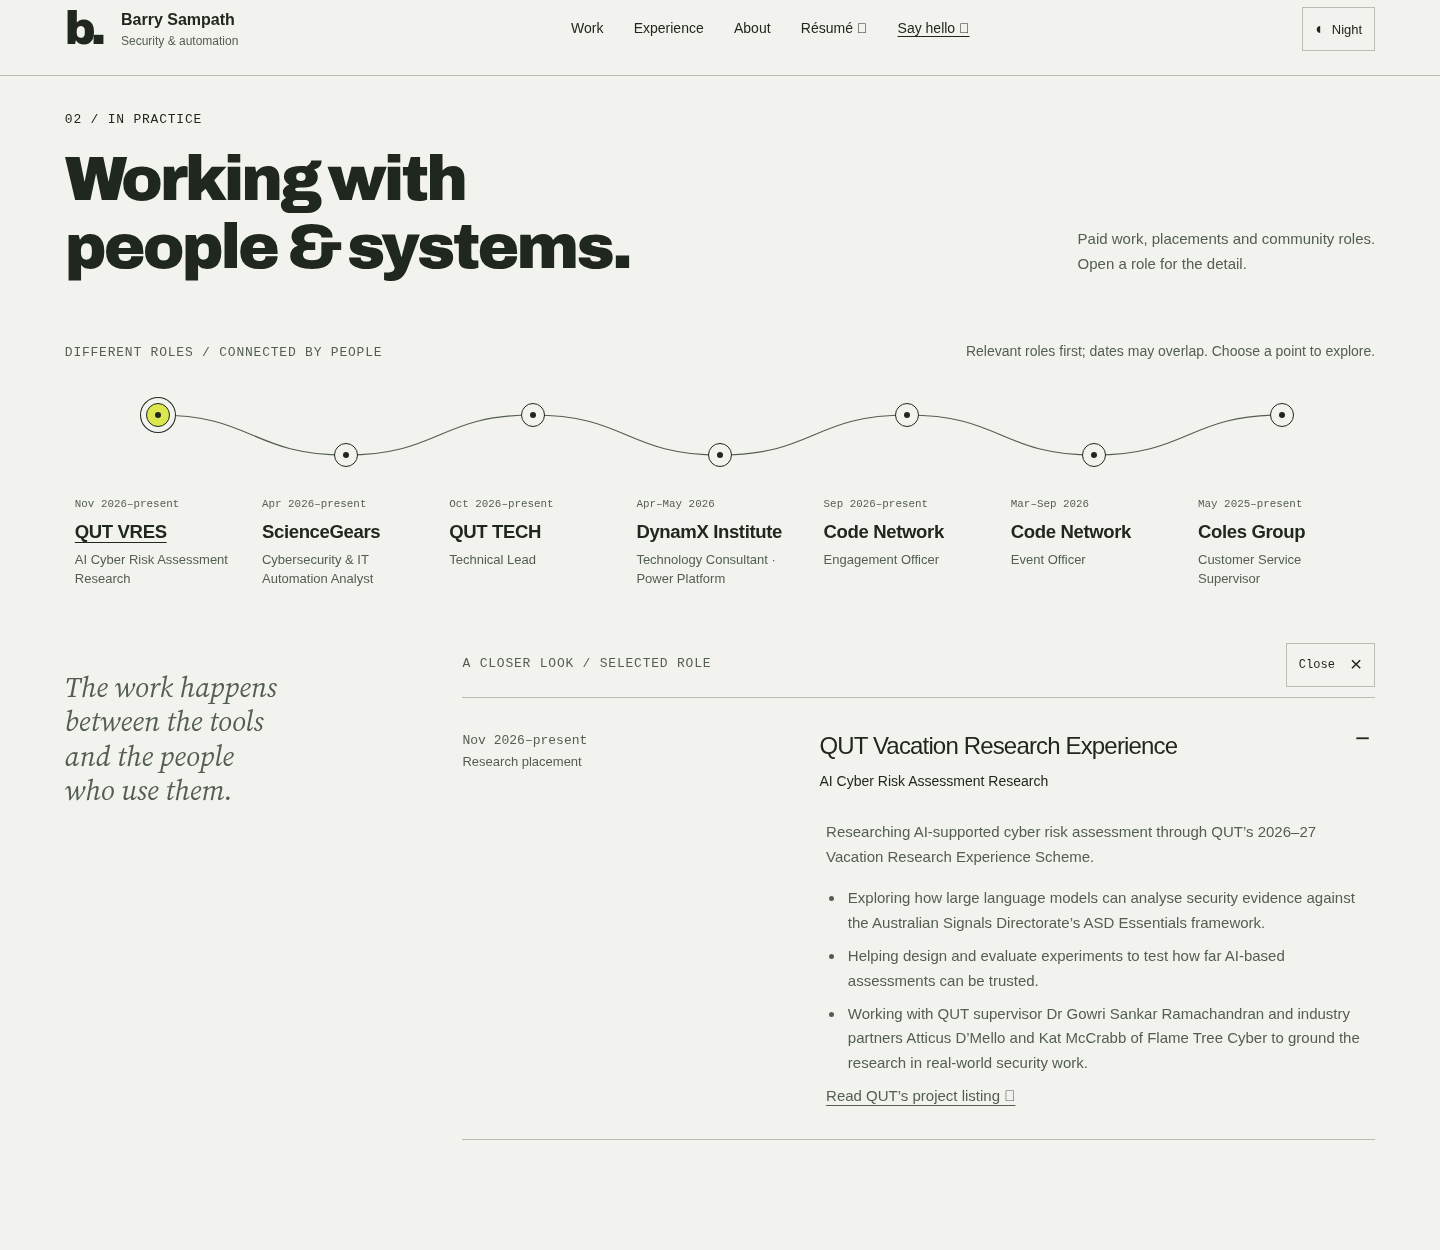 b.
Barry Sampath
Security & automation
Work
Experience
About
Résumé
Say hello
Night
02 / IN PRACTICE
Working with
people & systems.
Paid work, placements and community roles.
Open a role for the detail.
DIFFERENT ROLES / CONNECTED BY PEOPLE
Relevant roles first; dates may overlap. Choose a point to explore.
Nov 2026–present
QUT VRES
AI Cyber Risk Assessment
Research
Apr 2026–present
ScienceGears
Cybersecurity & IT
Automation Analyst
Oct 2026–present
QUT TECH
Technical Lead
Apr–May 2026
DynamX Institute
Technology Consultant ·
Power Platform
Sep 2026–present
Code Network
Engagement Officer
Mar–Sep 2026
Code Network
Event Officer
May 2025–present
Coles Group
Customer Service
Supervisor
The work happens
between the tools
and the people
who use them.
A CLOSER LOOK / SELECTED ROLE
Close ×
Nov 2026–present
Research placement
QUT Vacation Research Experience
–
AI Cyber Risk Assessment Research
Researching AI-supported cyber risk assessment through QUT’s 2026–27
Vacation Research Experience Scheme.
• Exploring how large language models can analyse security evidence against
the Australian Signals Directorate’s ASD Essentials framework.
• Helping design and evaluate experiments to test how far AI-based
assessments can be trusted.
• Working with QUT supervisor Dr Gowri Sankar Ramachandran and industry
partners Atticus D’Mello and Kat McCrabb of Flame Tree Cyber to ground the
research in real-world security work.
Read QUT’s project listing